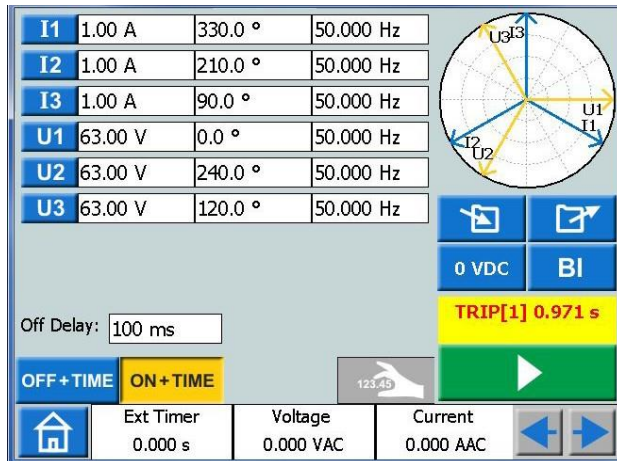 I1 1.00 A 330.0 ° 50.000 Hz
I2 1.00 A 210.0 ° 50.000 Hz
I3 1.00 A 90.0 ° 50.000 Hz
U1 63.00 V 0.0 ° 50.000 Hz
U2 63.00 V 240.0 ° 50.000 Hz
U3 63.00 V 120.0 ° 50.000 Hz
U3 I3
U1
I1
I2
U2
0 VDC BI
TRIP[1] 0.971 s
Off Delay: 100 ms
OFF+TIME ON+TIME 123.45
Ext Timer Voltage Current
0.000 s 0.000 VAC 0.000 AAC